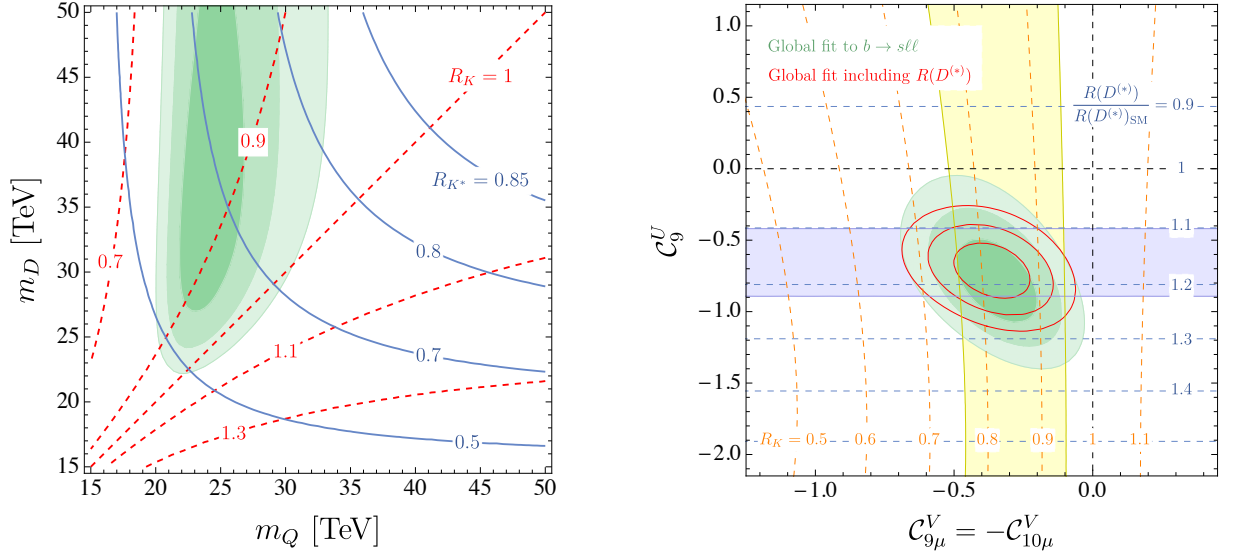 50
45
40
35
30
25
20
15
m_D [TeV]
15 20 25 30 35 40 45 50
m_Q [TeV]
R_K = 1
0.9
R_{K*} = 0.85
0.7
0.8
1.1
0.7
1.3
0.5
1.0
0.5
0.0
−0.5
−1.0
−1.5
−2.0
C_9^U
Global fit to b → sℓℓ
Global fit including R(D^{(*)})
R(D^{(*)})
R(D^{(*)})_{SM} = 0.9
1
1.1
1.2
1.3
1.4
R_K = 0.5 0.6 0.7 0.8 0.9 1 1.1
−1.0 −0.5 0.0
C_{9μ}^V = −C_{10μ}^V